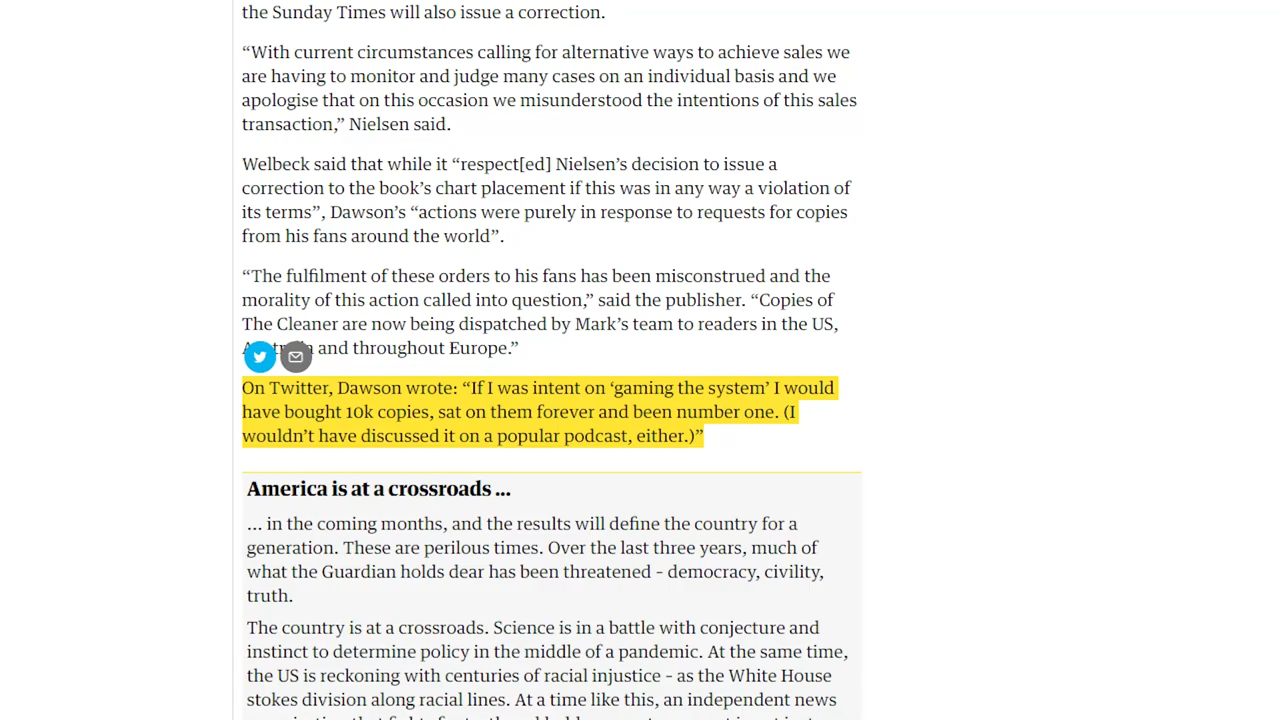 the Sunday Times will also issue a correction.
“With current circumstances calling for alternative ways to achieve sales we
are having to monitor and judge many cases on an individual basis and we
apologise that on this occasion we misunderstood the intentions of this sales
transaction,” Nielsen said.
Welbeck said that while it “respect[ed] Nielsen’s decision to issue a
correction to the book’s chart placement if this was in any way a violation of
its terms”, Dawson’s “actions were purely in response to requests for copies
from his fans around the world”.
“The fulfilment of these orders to his fans has been misconstrued and the
morality of this action called into question,” said the publisher. “Copies of
The Cleaner are now being dispatched by Mark’s team to readers in the US,
and throughout Europe.”
On Twitter, Dawson wrote: “If I was intent on ‘gaming the system’ I would
have bought 10k copies, sat on them forever and been number one. (I
wouldn’t have discussed it on a popular podcast, either.)”
America is at a crossroads ...
... in the coming months, and the results will define the country for a
generation. These are perilous times. Over the last three years, much of
what the Guardian holds dear has been threatened – democracy, civility,
truth.
The country is at a crossroads. Science is in a battle with conjecture and
instinct to determine policy in the middle of a pandemic. At the same time,
the US is reckoning with centuries of racial injustice – as the White House
stokes division along racial lines. At a time like this, an independent news